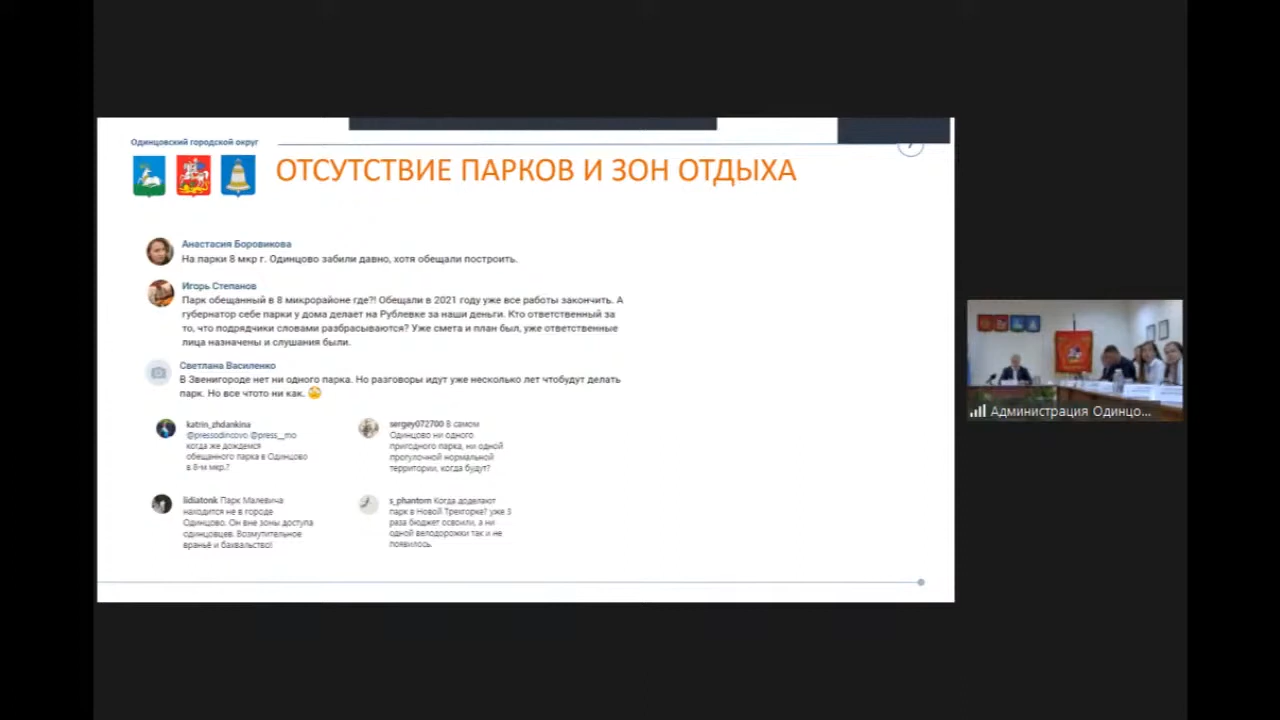 Одинцовский городской округ
ОТСУТСТВИЕ ПАРКОВ И ЗОН ОТДЫХА
Анастасия Боровикова
На парки 8 мкр г. Одинцово забили давно, хотя обещали построить.
Игорь Степанов
Парк обещанный в 8 микрорайоне где?! Обещали в 2021 году уже все работы закончить. А
губернатор себе парки у дома делает на Рублевке за наши деньги. Кто ответственный за
то, что подрядчики словами разбрасываются? Уже смета и план был, уже ответственные
лица назначены и слушания были.
Светлана Василенко
В Звенигороде нет ни одного парка. Но разговоры идут уже несколько лет чтобудут делать
парк. Но все чтото ни как.
katrin_zhdankina
@pressodincovo @press__mo
когда же дождемся
обещанного парка в Одинцово
в 8-м мкр.?
sergey072700 В самом
Одинцово ни одного
пригодного парка, ни одной
прогулочной нормальной
территории, когда будут?
lidiatonk Парк Малевича
находится не в городе
Одинцово. Он вне зоны доступа
одинцовцев. Возмутительное
враньё и бахвальство!
s_phantom Когда доделают
парк в Новой Трехгорке? уже 3
раза бюджет освоили, а ни
одной велодорожки так и не
появилось.
Администрация Одинцо...